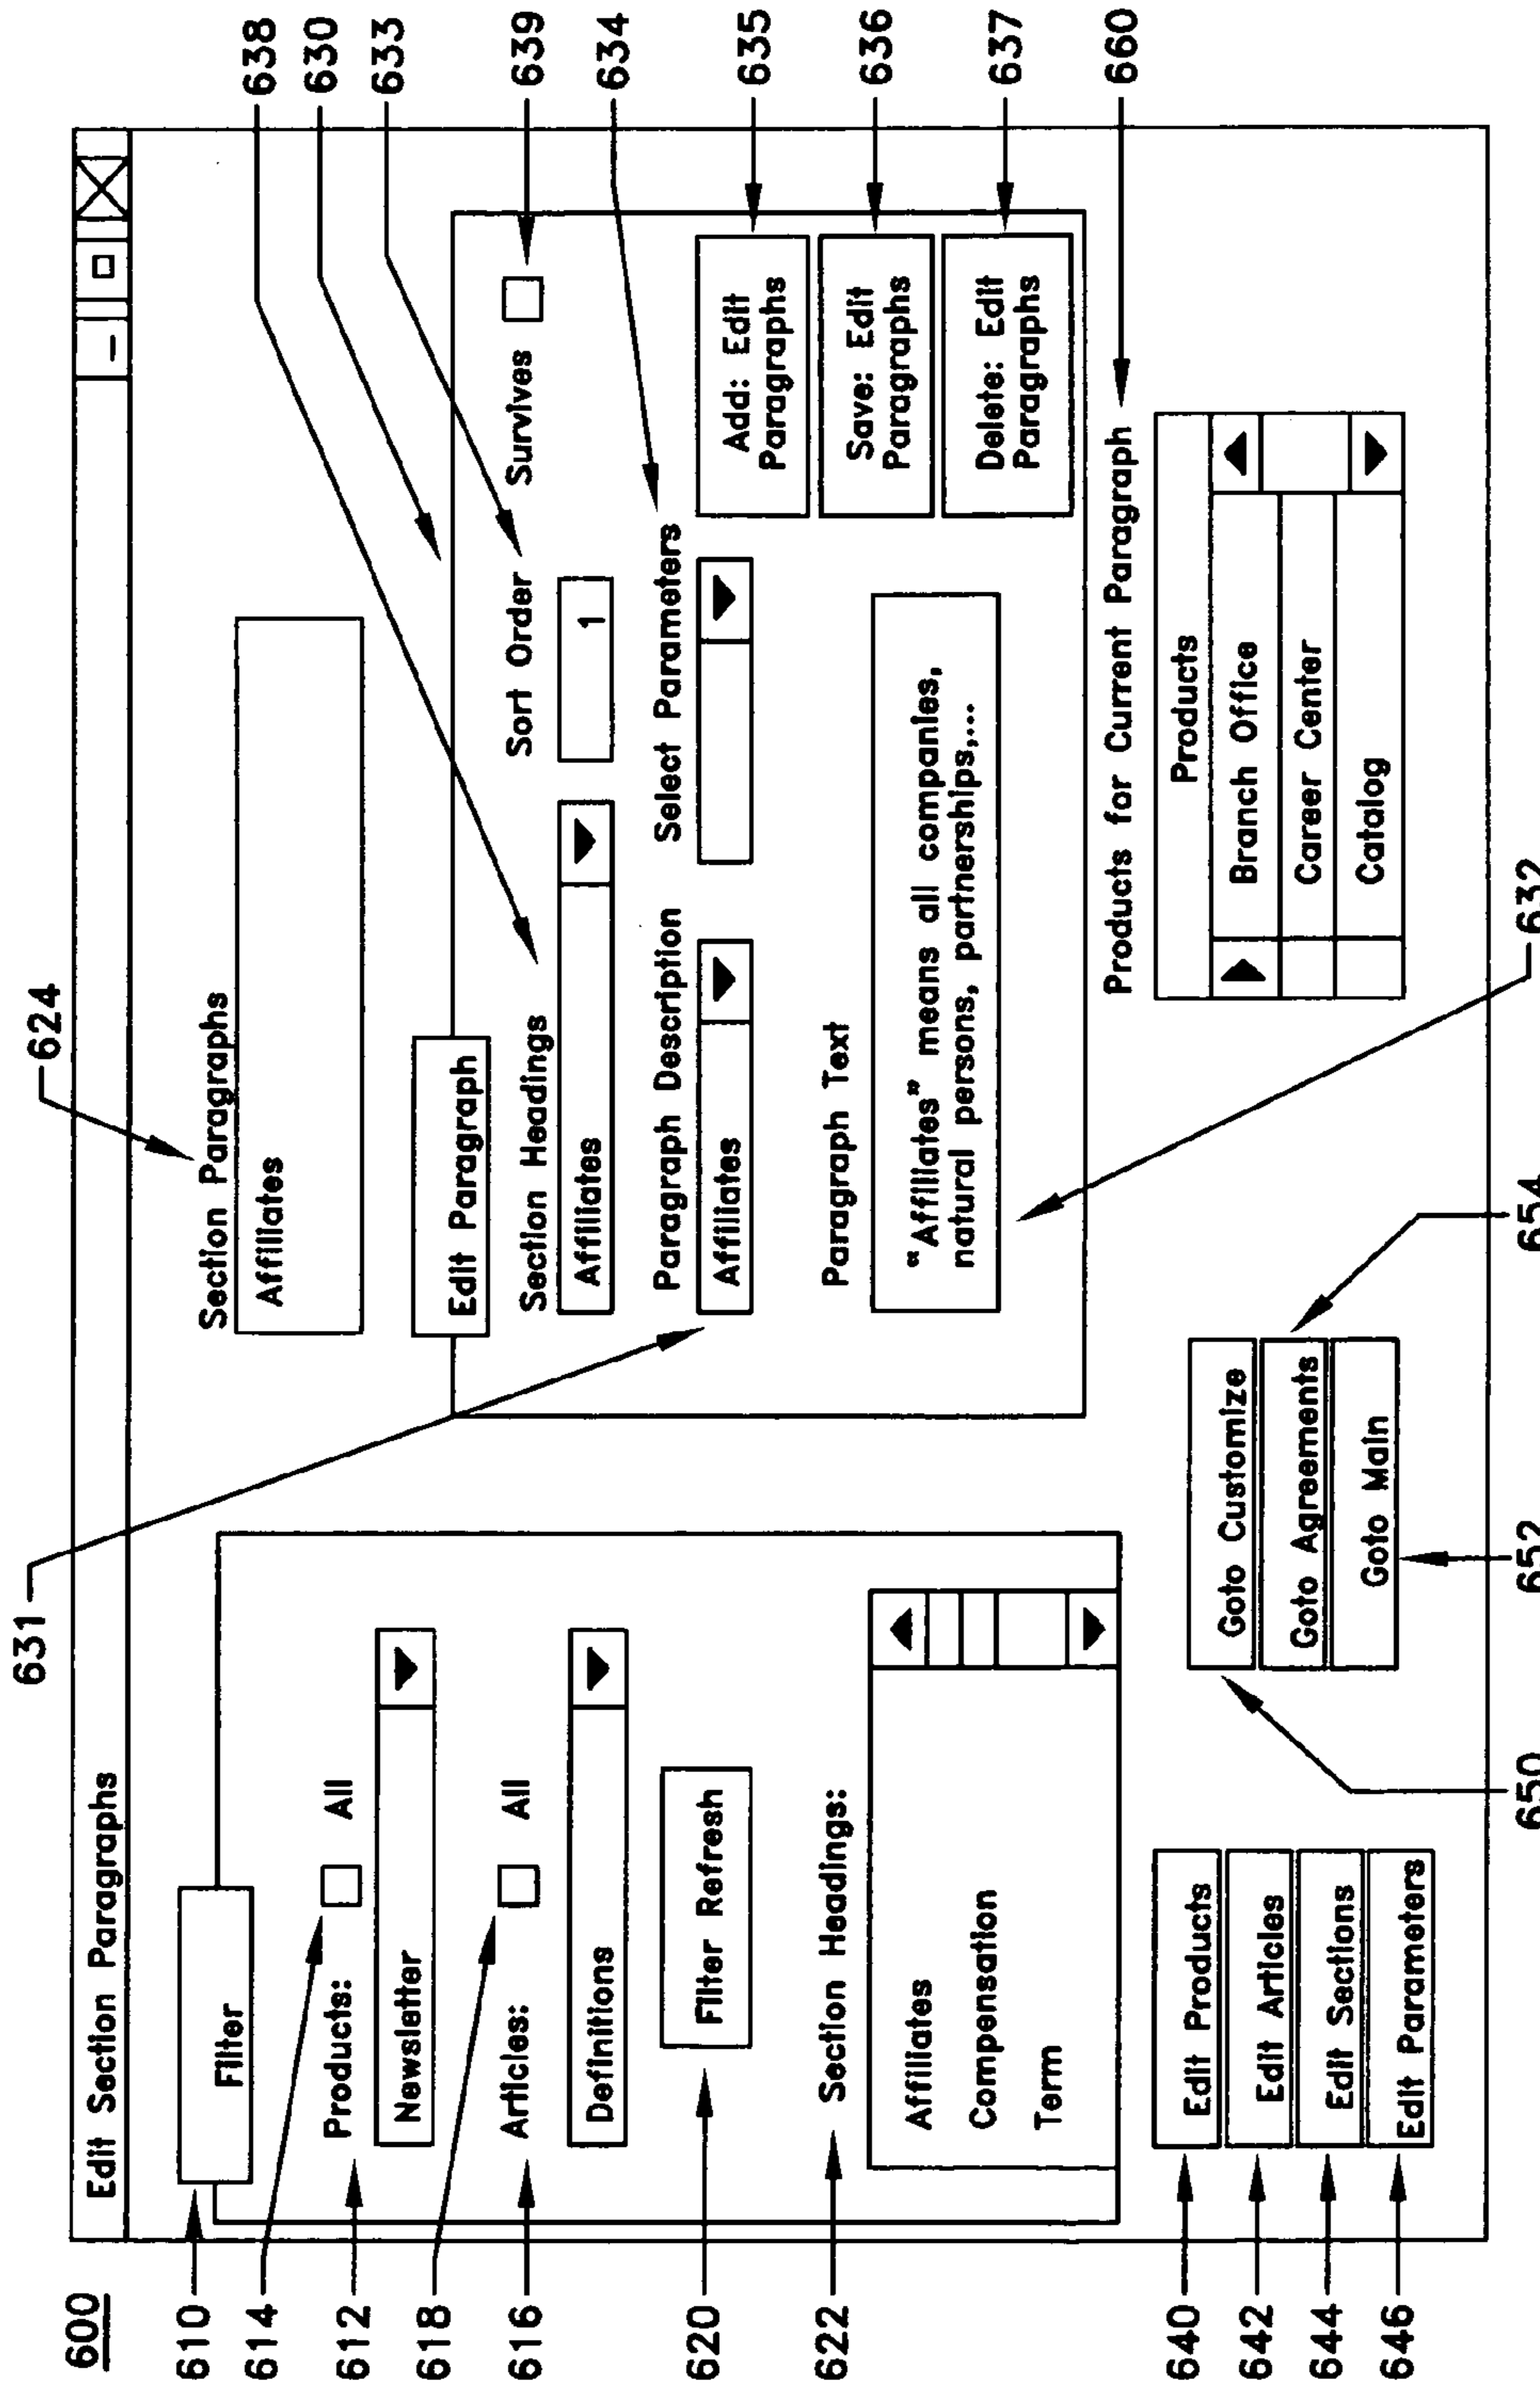 600
Edit Section Paragraphs
610
Filter
614
612
Products:
All
Newsletter
618
616
Articles:
All
Definitions
620
Filter Refresh
622
Section Headings:
Affiliates
Compensation
Term
640
Edit Products
642
Edit Articles
644
Edit Sections
646
Edit Parameters
650
Goto Customize
654
Goto Agreements
652
Goto Main
624
Section Paragraphs
Affiliates
631
638
630
633
639
634
635
636
637
660
Edit Paragraph
Section Headings
Sort Order
Survives
Affiliates
1
Paragraph Description
Select Parameters
Affiliates
Add: Edit
Paragraphs
Save: Edit
Paragraphs
Delete: Edit
Paragraphs
Paragraph Text
“Affiliates” means all companies,
natural persons, partnerships,...
632
Products for Current Paragraph
Products
Branch Office
Career Center
Catalog